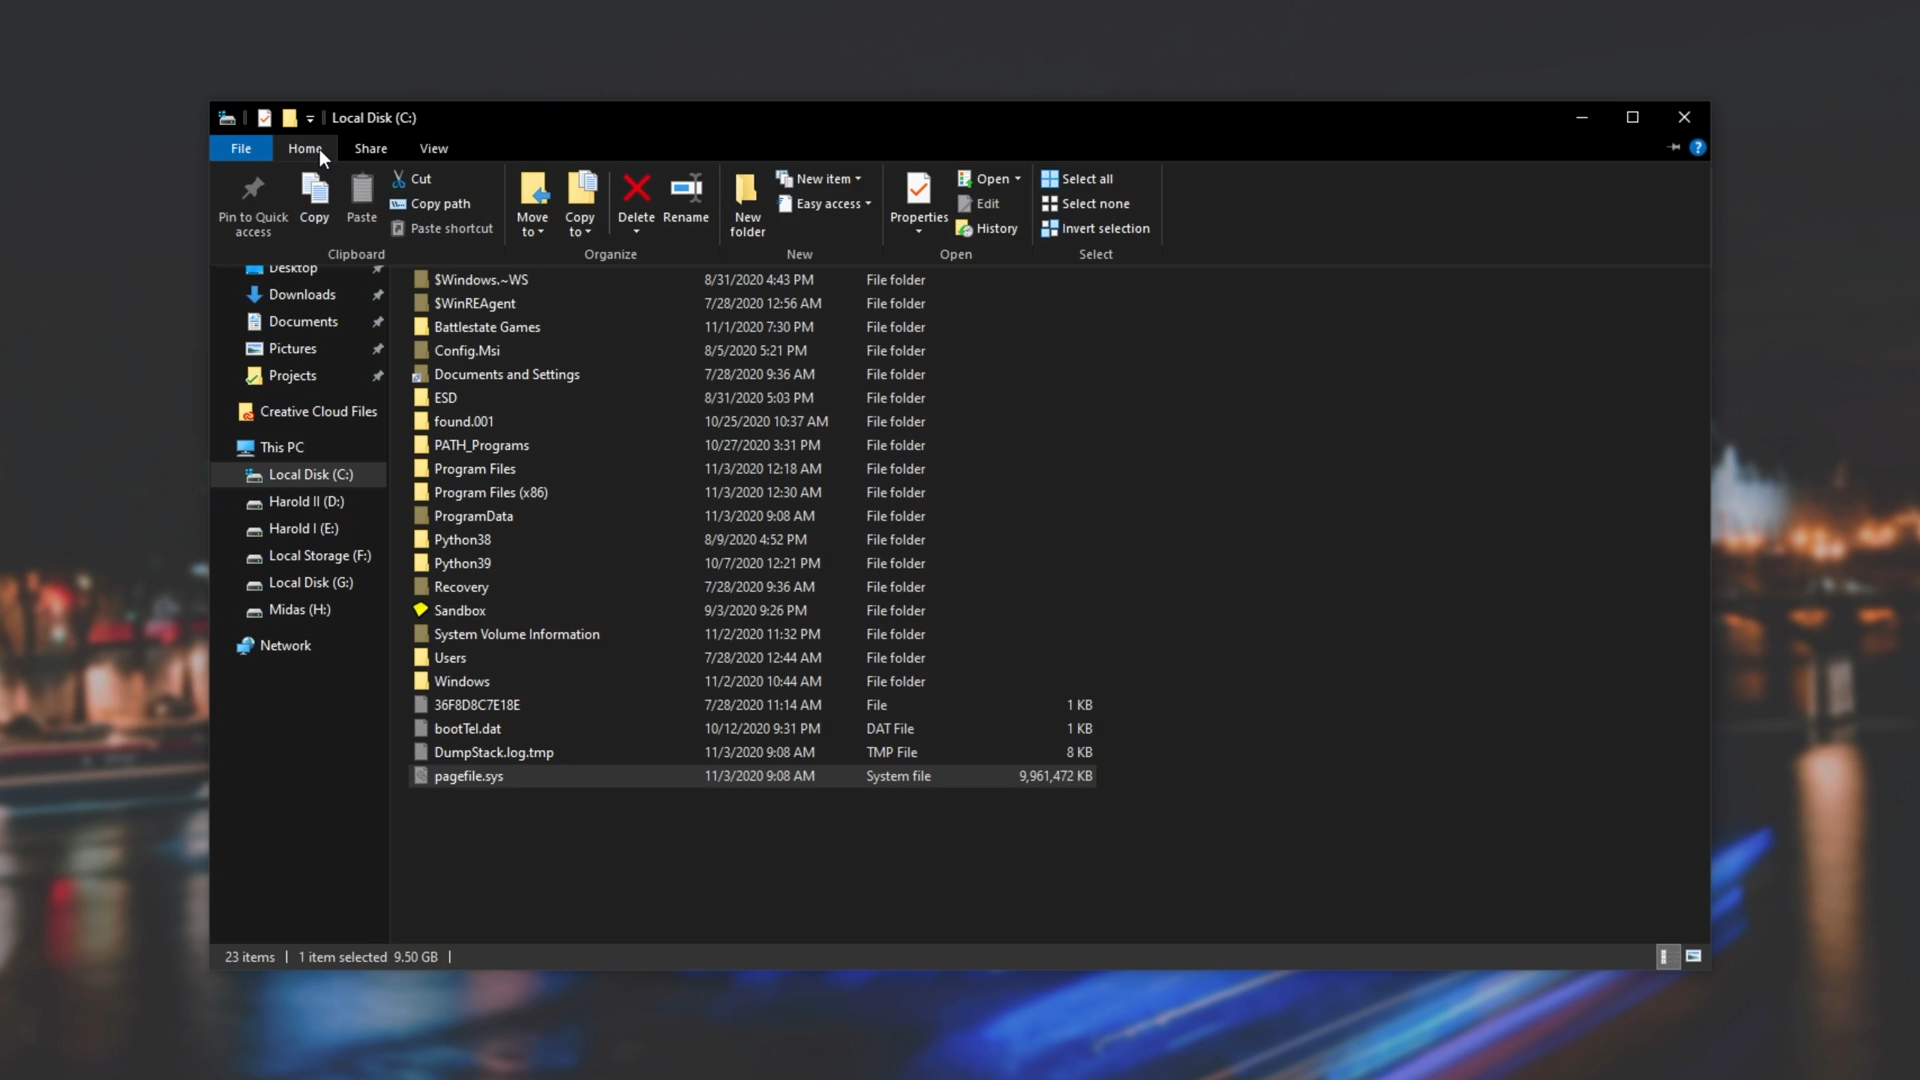 Local Disk (C:)
File Home Share View
Pin to Quick access
Copy
Paste
Cut
Copy path
Paste shortcut
Clipboard
Move to
Copy to
Delete
Rename
Organize
New folder
New item
Easy access
New
Properties
Open
Edit
History
Open
Select all
Select none
Invert selection
Select
Desktop
Downloads
Documents
Pictures
Projects
Creative Cloud Files
This PC
Local Disk (C:)
Harold II (D:)
Harold I (E:)
Local Storage (F:)
Local Disk (G:)
Midas (H:)
Network
$Windows.~WS 8/31/2020 4:43 PM File folder
$WinREAgent 7/28/2020 12:56 AM File folder
Battlestate Games 11/1/2020 7:30 PM File folder
Config.Msi 8/5/2020 5:21 PM File folder
Documents and Settings 7/28/2020 9:36 AM File folder
ESD 8/31/2020 5:03 PM File folder
found.001 10/25/2020 10:37 AM File folder
PATH_Programs 10/27/2020 3:31 PM File folder
Program Files 11/3/2020 12:18 AM File folder
Program Files (x86) 11/3/2020 12:30 AM File folder
ProgramData 11/3/2020 9:08 AM File folder
Python38 8/9/2020 4:52 PM File folder
Python39 10/7/2020 12:21 PM File folder
Recovery 7/28/2020 9:36 AM File folder
Sandbox 9/3/2020 9:26 PM File folder
System Volume Information 11/2/2020 11:32 PM File folder
Users 7/28/2020 12:44 AM File folder
Windows 11/2/2020 10:44 AM File folder
36F8D8C7E18E 7/28/2020 11:14 AM File 1 KB
bootTel.dat 10/12/2020 9:31 PM DAT File 1 KB
DumpStack.log.tmp 11/3/2020 9:08 AM TMP File 8 KB
pagefile.sys 11/3/2020 9:08 AM System file 9,961,472 KB
23 items | 1 item selected 9.50 GB |